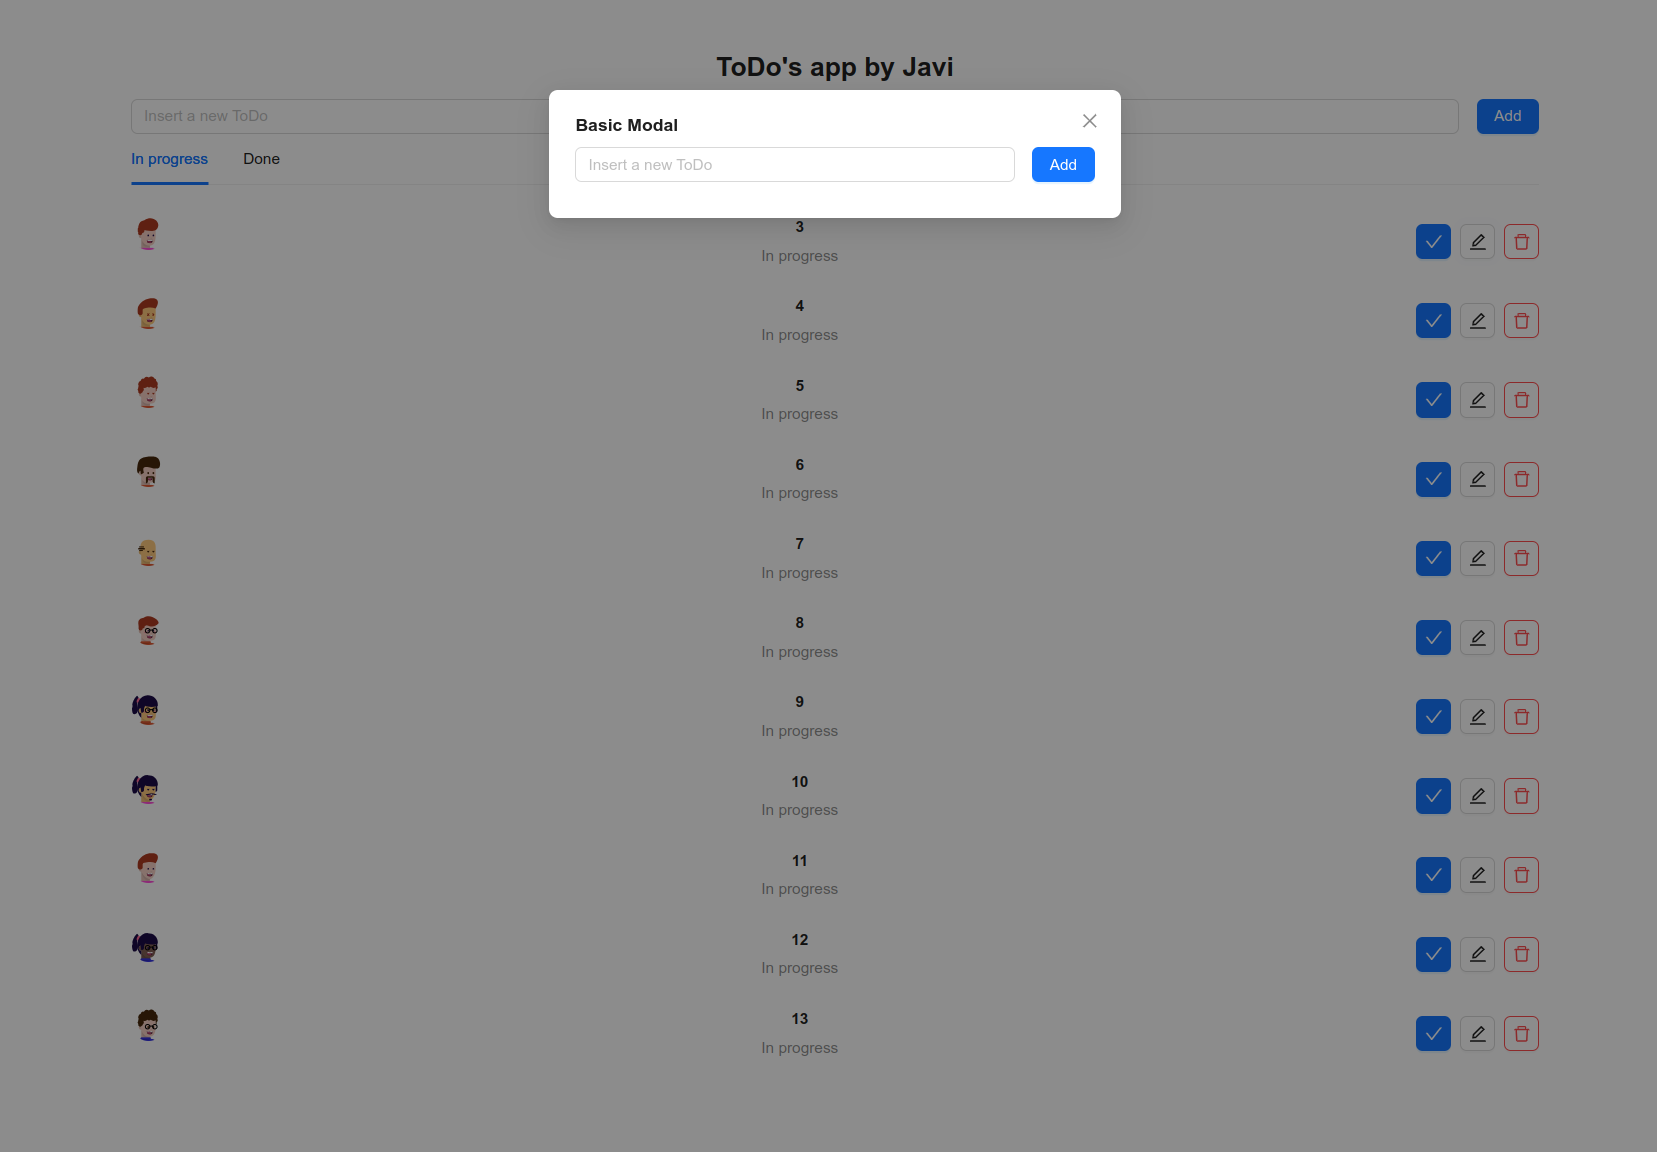 ToDo's app by Javi
Insert a new ToDo
Add
Basic Modal
Insert a new ToDo
Add
In progress
Done
3
In progress
4
In progress
5
In progress
6
In progress
7
In progress
8
In progress
9
In progress
10
In progress
11
In progress
12
In progress
13
In progress